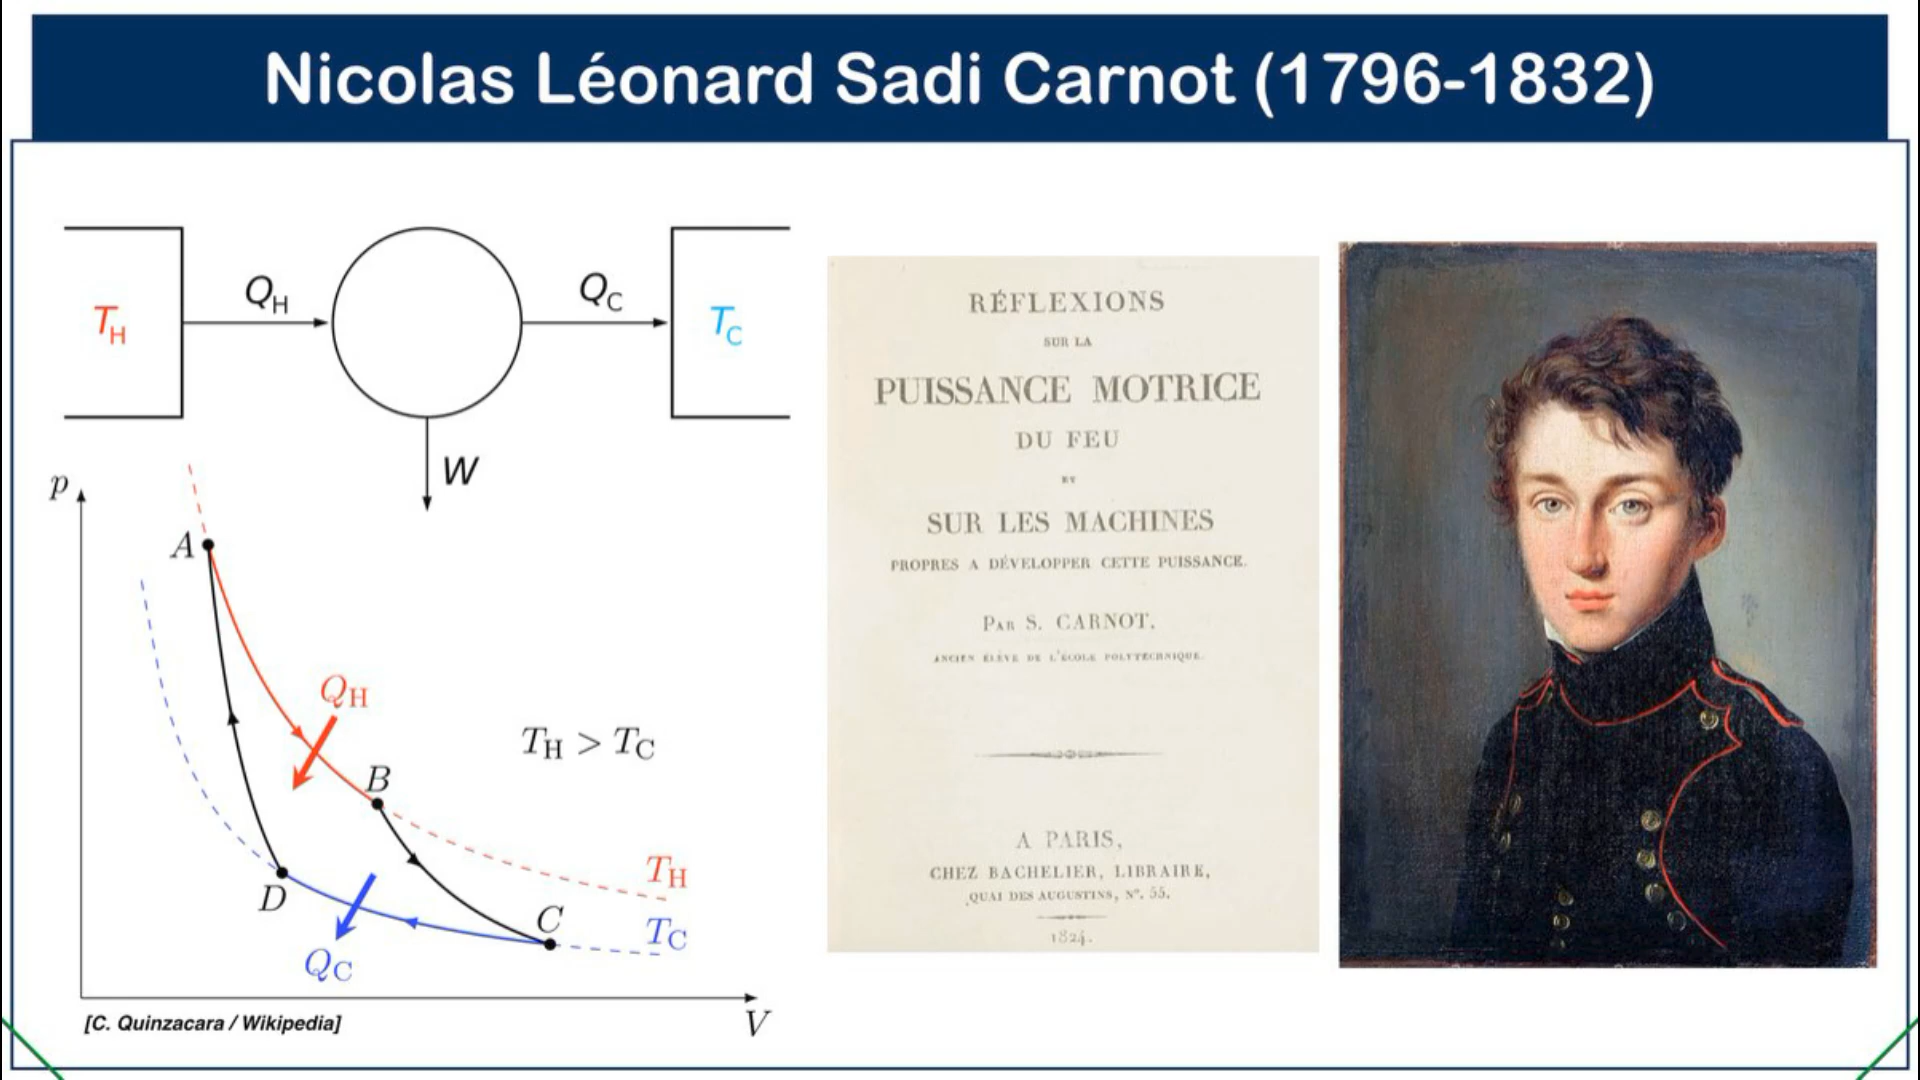 Nicolas Léonard Sadi Carnot (1796-1832)
T_H
Q_H
Q_C
T_C
W
p
A
Q_H
B
T_H > T_C
T_H
D
C
T_C
Q_C
[C. Quinzacara / Wikipedia]
V
RÉFLEXIONS
SUR LA
PUISSANCE MOTRICE
DU FEU
ET
SUR LES MACHINES
PROPRES A DÉVELOPPER CETTE PUISSANCE.
PAR S. CARNOT,
ANCIEN ÉLÈVE DE L'ÉCOLE POLYTECHNIQUE.
A PARIS,
CHEZ BACHELIER, LIBRAIRE,
QUAI DES AUGUSTINS, Nº. 55.
1824.